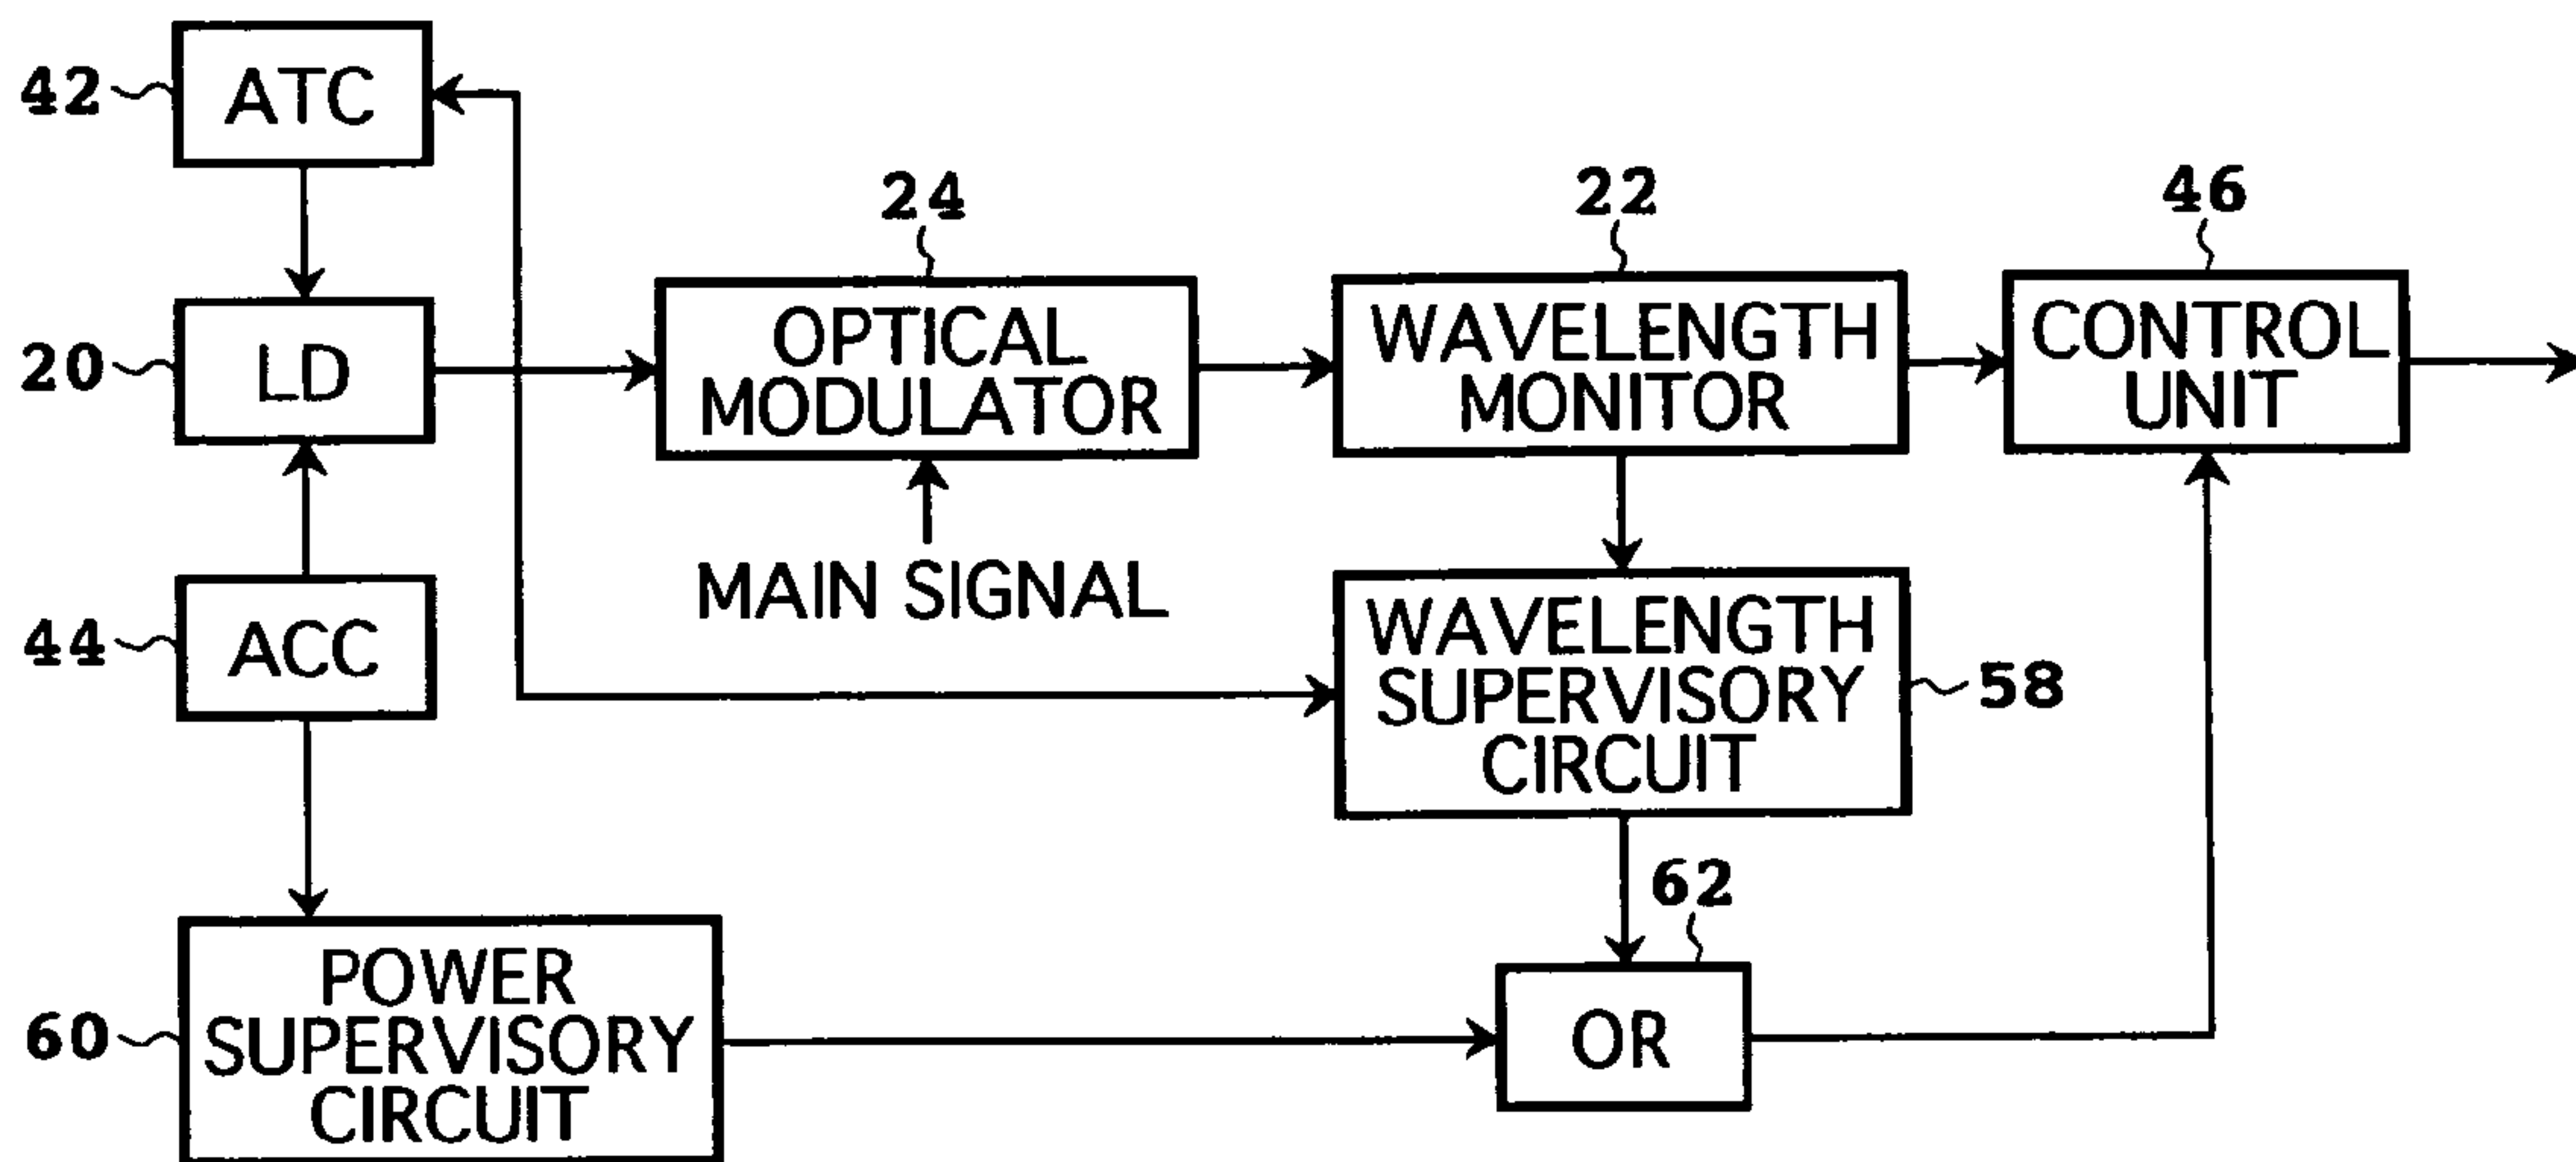 42
ATC
24
22
46
20
LD
OPTICAL
MODULATOR
WAVELENGTH
MONITOR
CONTROL
UNIT
MAIN SIGNAL
44
ACC
WAVELENGTH
SUPERVISORY
CIRCUIT
58
62
60
POWER
SUPERVISORY
CIRCUIT
OR